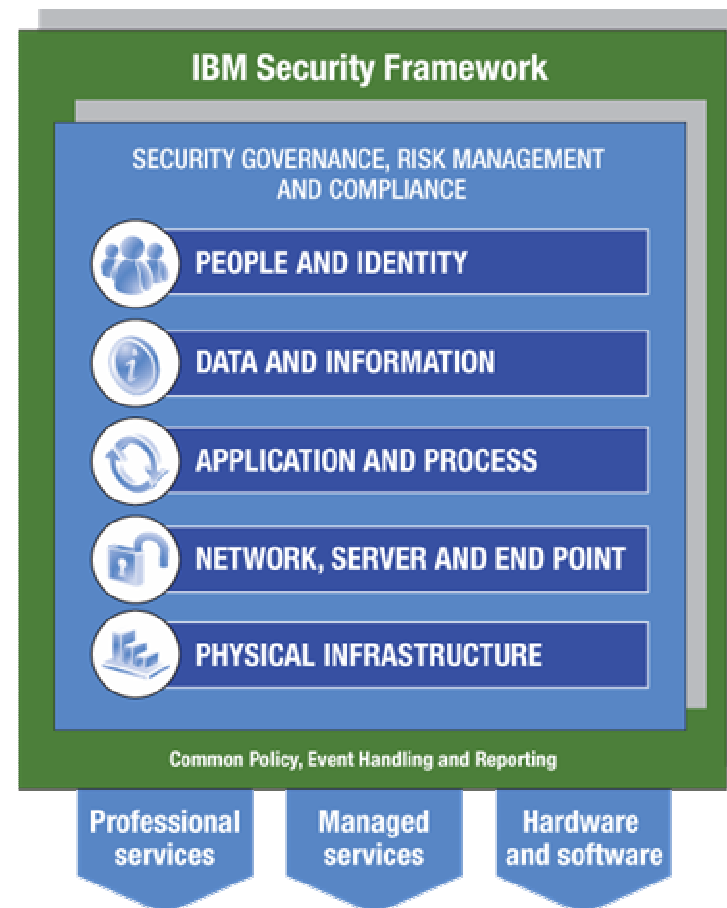 IBM Security Framework
SECURITY GOVERNANCE, RISK MANAGEMENT
AND COMPLIANCE
PEOPLE AND IDENTITY
DATA AND INFORMATION
APPLICATION AND PROCESS
NETWORK, SERVER AND END POINT
PHYSICAL INFRASTRUCTURE
Common Policy, Event Handling and Reporting
Professional
services
Managed
services
Hardware
and software